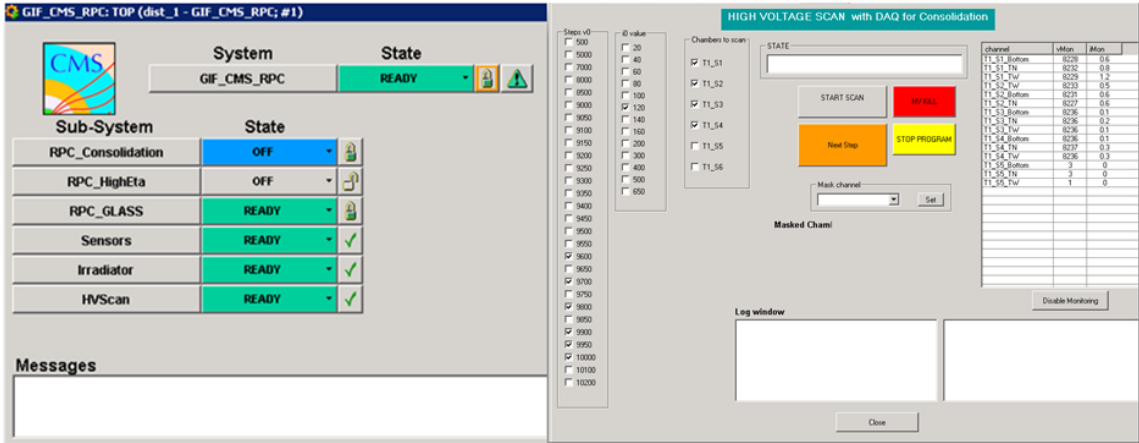 GIF_CMS_RPC: TOP (dist_1 - GIF_CMS_RPC; #1)
CMS
System State
GIF_CMS_RPC READY
Sub-System State
RPC_Consolidation OFF
RPC_HighEta OFF
RPC_GLASS READY
Sensors READY
Irradiator READY
HVScan READY
Messages
HIGH VOLTAGE SCAN with DAQ for Consolidation
Steps v0
500
5000
7000
8000
8500
9000
9050
9100
9150
9200
9250
9300
9350
9400
9450
9500
9550
9600
9650
9700
9750
9800
9850
9900
9950
10000
10100
10200
i0 value
20
40
60
80
100
120
140
160
200
300
400
500
650
Chambers to scan
T1_S1
T1_S2
T1_S3
T1_S4
T1_S5
T1_S6
STATE
START SCAN
HV KILL
Next Step
STOP PROGRAM
Mask channel
Set
Masked Chaml
channel vMon iMon
T1_S1_Bottom 8228 0.6
T1_S1_TN 8232 0.8
T1_S1_TW 8229 1.2
T1_S2_TW 8233 0.5
T1_S2_Bottom 8231 0.6
T1_S2_TN 8227 0.6
T1_S3_Bottom 8236 0.1
T1_S3_TN 8236 0.2
T1_S3_TW 8236 0.1
T1_S4_Bottom 8236 0.1
T1_S4_TN 8237 0.3
T1_S4_TW 8236 0.3
T1_S5_Bottom 3 0
T1_S5_TN 3 0
T1_S5_TW 1 0
Disable Monitoring
Log window
Close